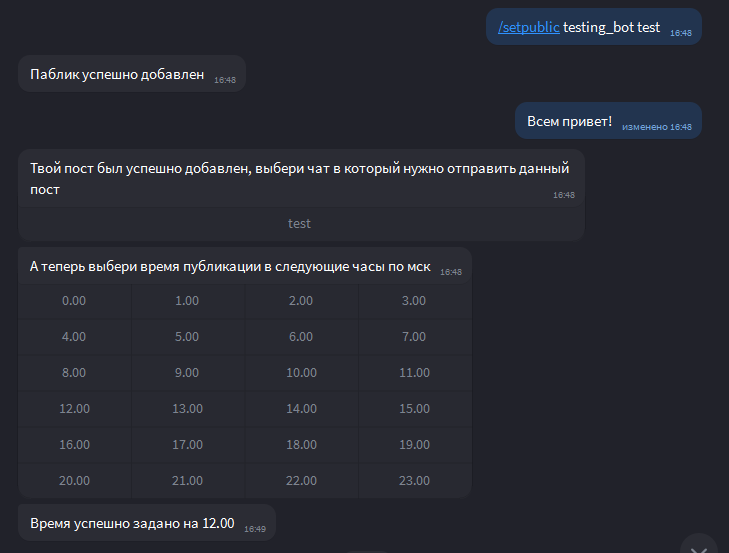 /setpublic testing_bot test 16:48
Паблик успешно добавлен 16:48
Всем привет! изменено 16:48
Твой пост был успешно добавлен, выбери чат в который нужно отправить данный
пост 16:48
test
А теперь выбери время публикации в следующие часы по мск 16:48
0.00 1.00 2.00 3.00
4.00 5.00 6.00 7.00
8.00 9.00 10.00 11.00
12.00 13.00 14.00 15.00
16.00 17.00 18.00 19.00
20.00 21.00 22.00 23.00
Время успешно задано на 12.00 16:49